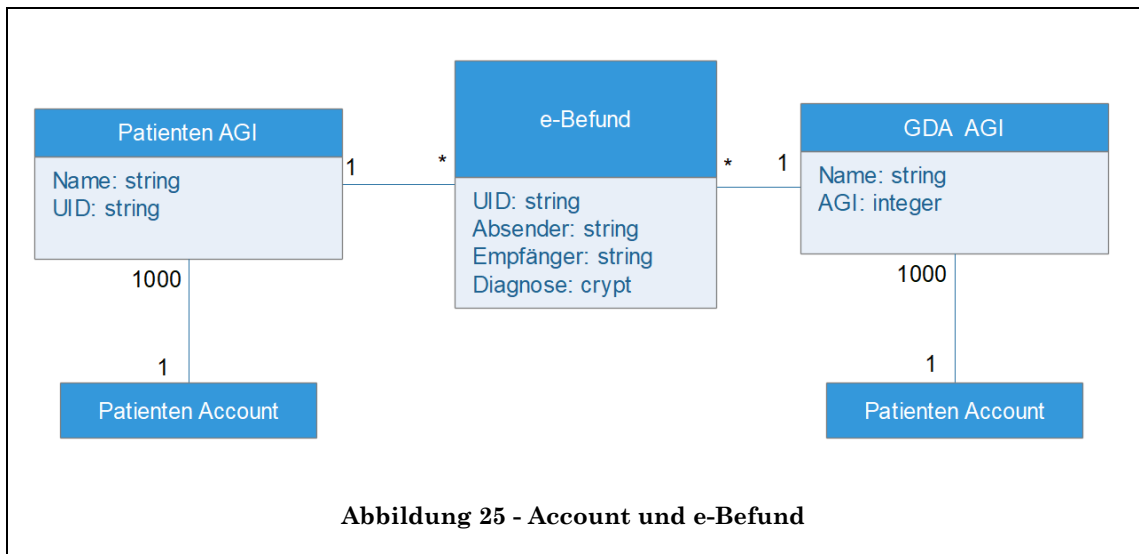 Patienten AGI
Name: string
UID: string
1
*
e-Befund
UID: string
Absender: string
Empfänger: string
Diagnose: crypt
*
1
GDA AGI
Name: string
AGI: integer
1000
1
Patienten Account
1000
1
Patienten Account
Abbildung 25 - Account und e-Befund